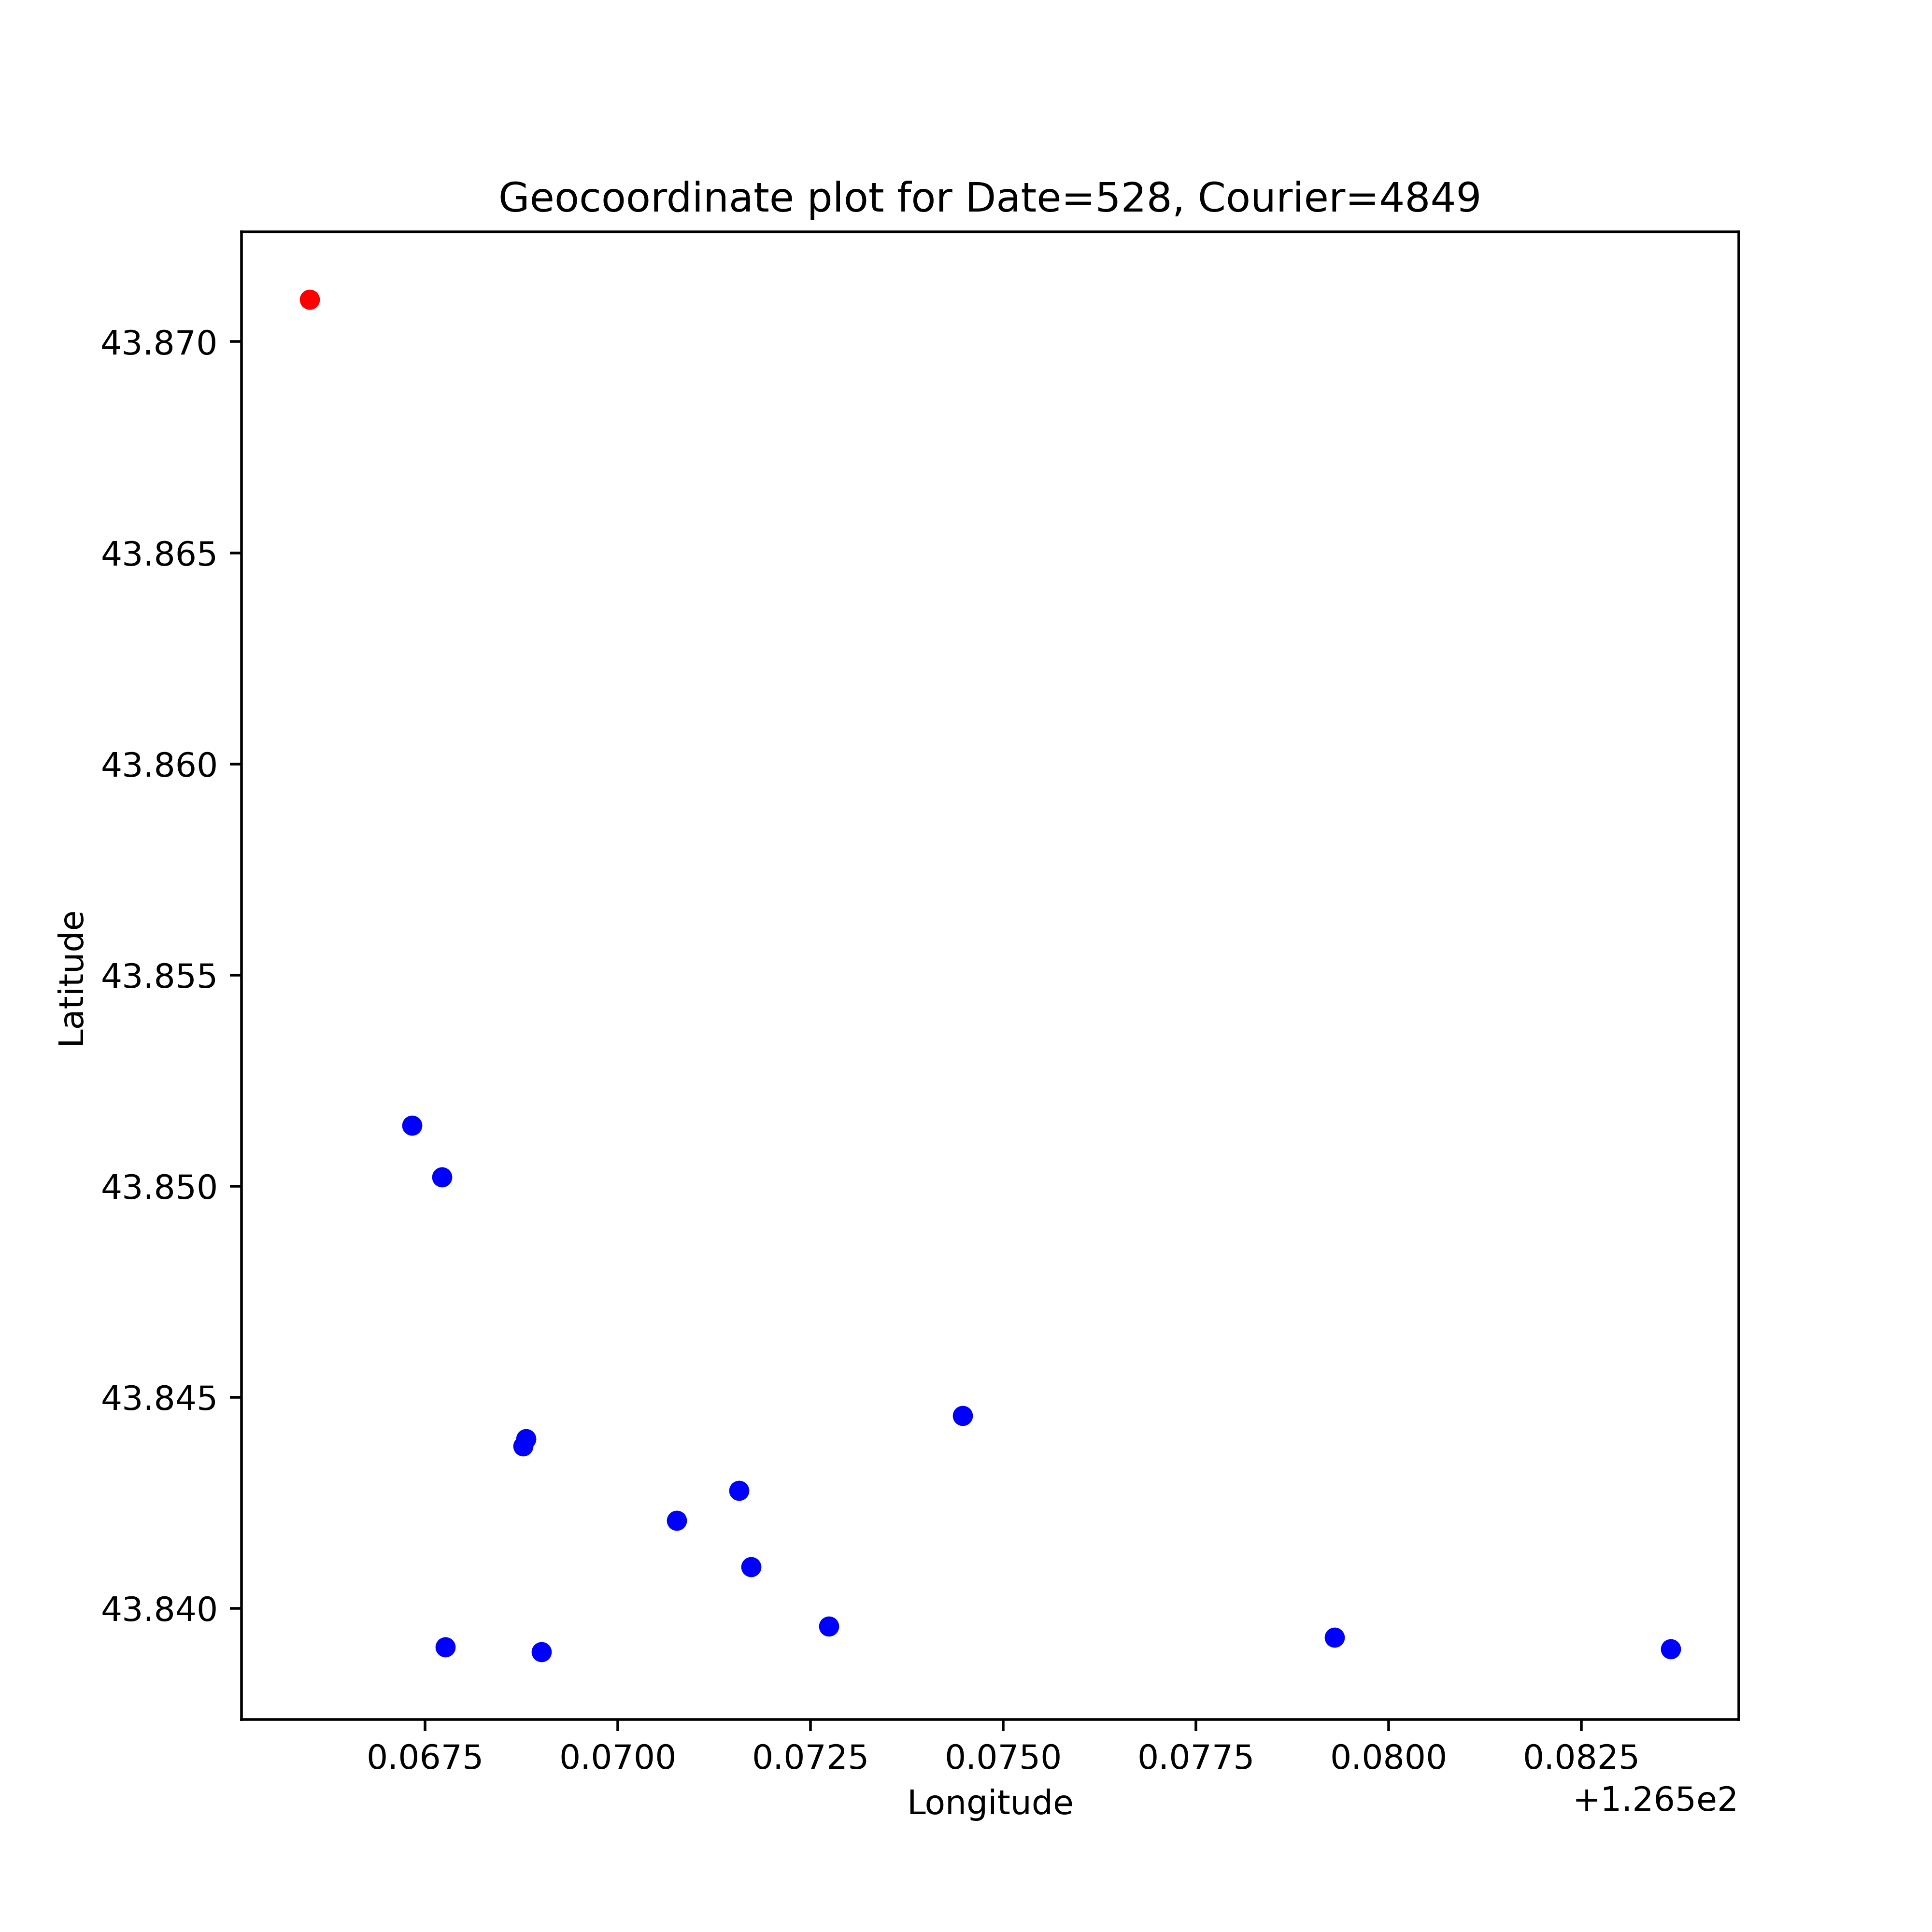 Geocoordinate plot for Date=528, Courier=4849
43.870
43.865
43.860
43.855
43.850
43.845
43.840
Latitude
0.0675 0.0700 0.0725 0.0750 0.0775 0.0800 0.0825
+1.265e2
Longitude